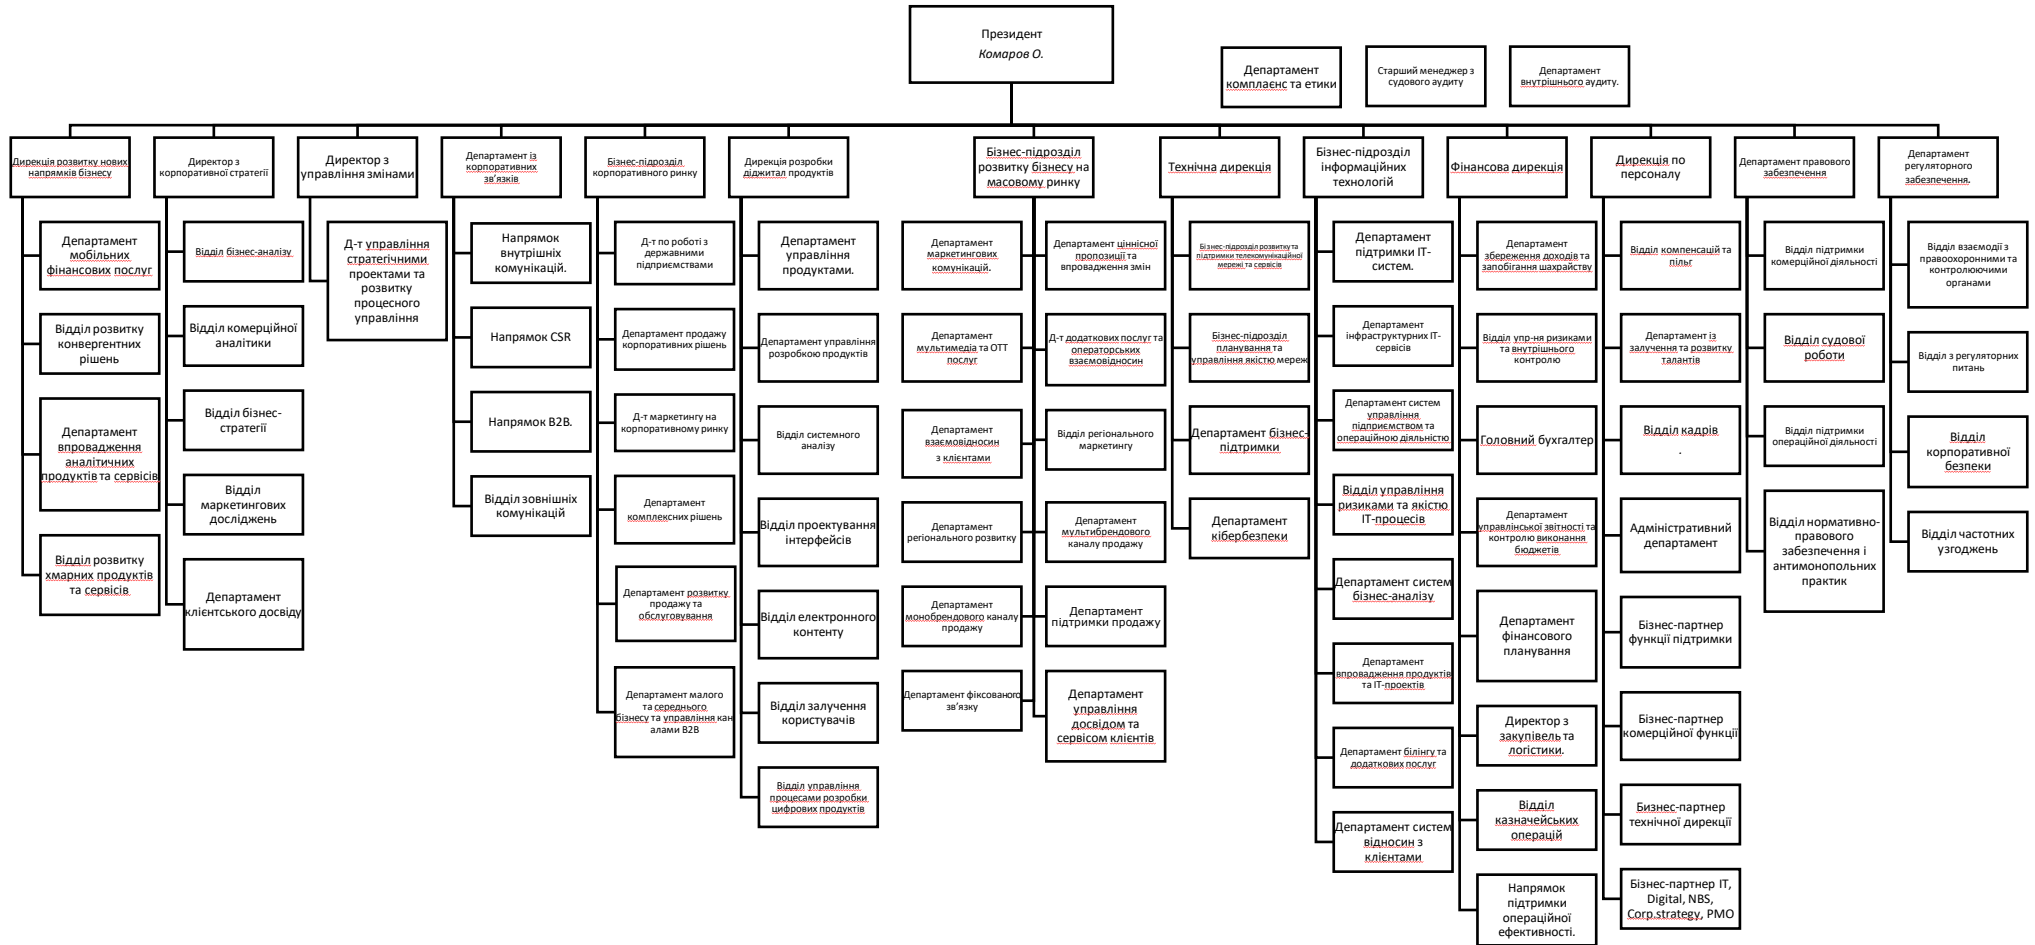 Президент
Комаров О.
Департамент
комплаєнс та етики
Старший менеджер з
судового аудиту
Департамент
внутрішнього аудиту.
Дирекція розвитку нових
напрямків бізнесу
Департамент
мобільних
фінансових послуг
Відділ розвитку
конвергентних
рішень
Департамент
впровадження
аналітичних
продуктів та сервісів
Відділ розвитку
хмарних продуктів
та сервісів
Директор з
корпоративної стратегії
Відділ бізнес-аналізу
Відділ комерційної
аналітики
Відділ бізнес-
стратегії
Відділ
маркетингових
досліджень
Департамент
клієнтського досвіду
Директор з
управління змінами
Д-т управління
стратегічними
проектами та
розвитку
процесного
управління
Департамент із
корпоративних
зв’язків
Напрямок
внутрішніх
комунікацій.
Напрямок CSR
Напрямок B2B.
Відділ зовнішніх
комунікацій
Бізнес-підрозділ
корпоративного ринку
Д-т по роботі з
державними
підприємствами
Департамент продажу
корпоративних рішень
Д-т маркетингу на
корпоративному ринку
Департамент
комплексних рішень
Департамент розвитку
продажу та
обслуговування
Департамент малого
та середнього
бізнесу та управління кан
алами B2B
Дирекція розробки
діджитал продуктів
Департамент
управління
продуктами.
Департамент управління
розробкою продуктів
Відділ системного
аналізу
Відділ проектування
інтерфейсів
Відділ електронного
контенту
Відділ залучення
користувачів
Відділ управління
процесами розробки
цифрових продуктів
Бізнес-підрозділ
розвитку бізнесу на
масовому ринку
Департамент
маркетингових
комунікацій.
Департамент
мультимедіа та ОТТ
послуг
Департамент
взаємовідносин
з клієнтами
Департамент
регіонального розвитку
Департамент
монобрендового каналу
продажу
Департамент фіксованого
зв’язку
Департамент ціннісної
пропозиції та
впровадження змін
Д-т додаткових послуг та
операторських
взаємовідносин
Відділ регіонального
маркетингу
Департамент
мультибрендового
каналу продажу
Департамент
підтримки продажу
Департамент
управління
досвідом та
сервісом клієнтів
Технічна дирекція
Бізнес-підрозділ розвитку та
підтримки телекомунікаційної
мережі та сервісів
Бізнес-підрозділ
планування та
управління якістю мереж
Департамент бізнес-
підтримки
Департамент
кібербезпеки
Бізнес-підрозділ
інформаційних
технологій
Департамент
підтримки ІТ-
систем.
Департамент
інфраструктурних ІТ-
сервісів
Департамент систем
управління
підприємством та
операційною діяльністю
Відділ управління
ризиками та якістю
ІТ-процесів
Департамент систем
бізнес-аналізу
Департамент
впровадження продуктів
та ІТ-проектів
Департамент білінгу та
додаткових послуг
Департамент систем
відносин з
клієнтами
Фінансова дирекція
Департамент
збереження доходів та
запобігання шахрайству
Відділ упр-ня ризиками
та внутрішнього
контролю
Головний бухгалтер
Департамент
управлінської звітності та
контролю виконання
бюджетів
Департамент
фінансового
планування
Директор з
закупівель та
логістики.
Відділ
казначейських
операцій
Напрямок
підтримки
операційної
ефективності.
Дирекція по
персоналу
Відділ компенсацій та
пільг
Департамент із
залучення та розвитку
талантів
Відділ кадрів
.
Адміністративний
департамент
Бізнес-партнер
функції підтримки
Бізнес-партнер
комерційної функції
Бизнес-партнер
технічної дирекції
Бізнес-партнер IT,
Digital, NBS,
Corp.strategy, PMO
Департамент правового
забезпечення
Відділ підтримки
комерційної діяльності
Відділ судової
роботи
Відділ підтримки
операційної діяльності
Відділ нормативно-
правового
забезпечення і
антимонопольних
практик
Департамент
регуляторного
забезпечення.
Відділ взаємодії з
правоохоронними та
контролюючими
органами
Відділ з регуляторних
питань
Відділ
корпоративної
безпеки
Відділ частотних
узгоджень